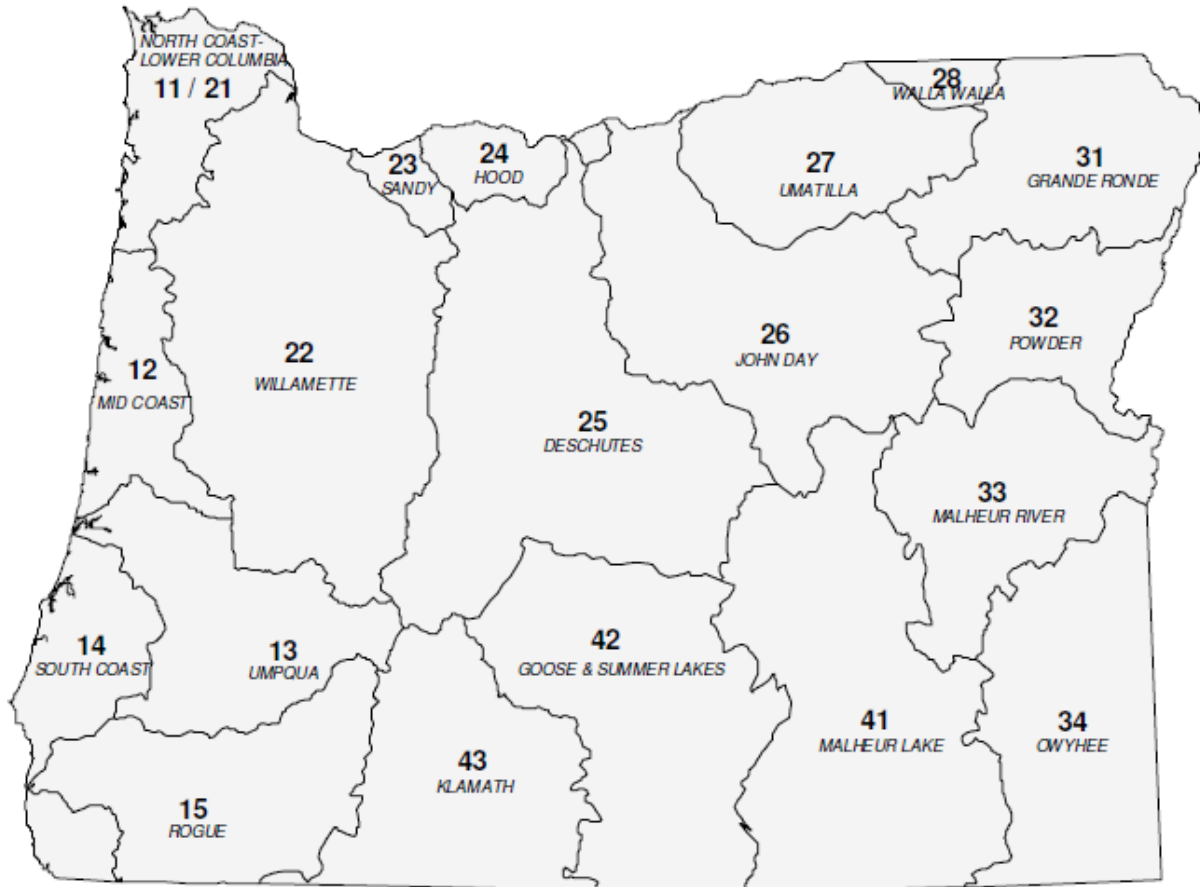 NORTH COAST-
LOWER COLUMBIA
11 / 21
28
WALLA WALLA
23
SANDY
24
HOOD
27
UMATILLA
31
GRANDE RONDE
12
MID COAST
22
WILLAMETTE
26
JOHN DAY
32
POWDER
25
DESCHUTES
33
MALHEUR RIVER
14
SOUTH COAST
13
UMPQUA
42
GOOSE & SUMMER LAKES
41
MALHEUR LAKE
34
OWYHEE
43
KLAMATH
15
ROGUE